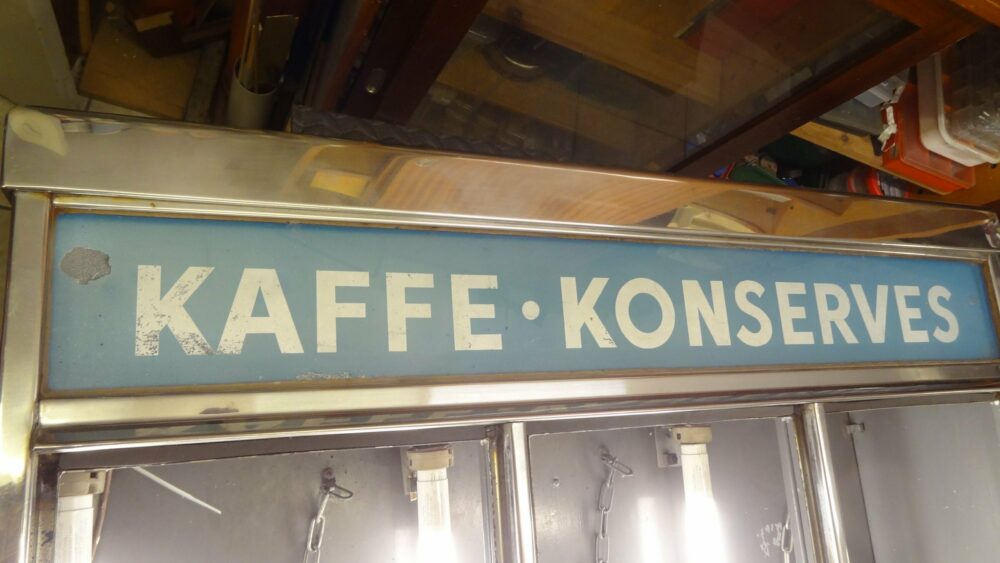 KAFFE · KONSERVES